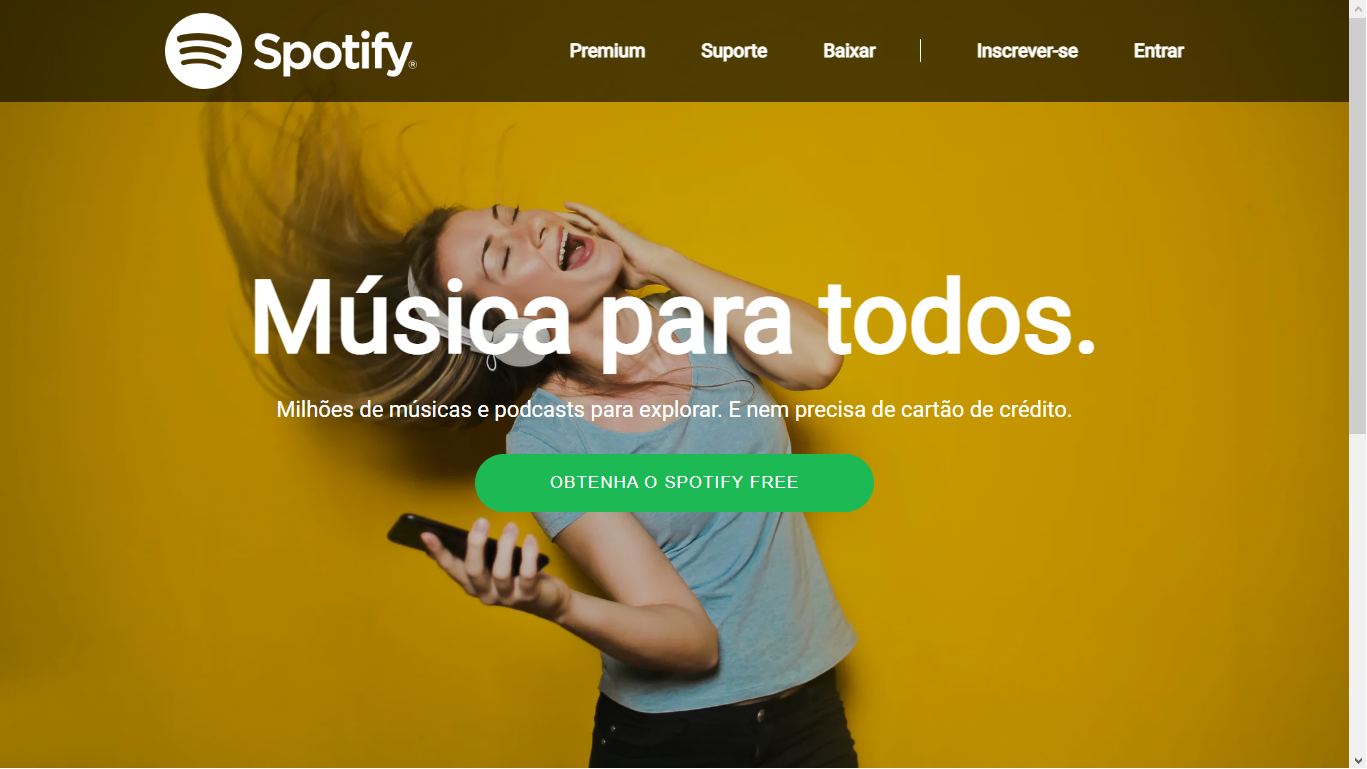 Spotify®
Premium Suporte Baixar Inscrever-se Entrar
Música para todos.
Milhões de músicas e podcasts para explorar. E nem precisa de cartão de crédito.
OBTENHA O SPOTIFY FREE